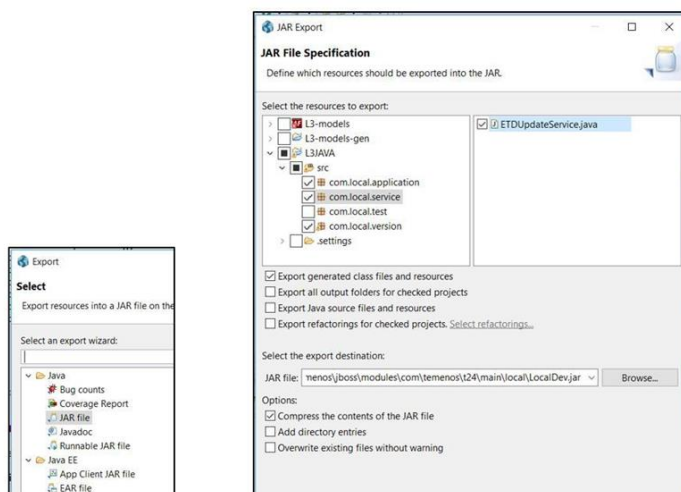 Export
Select
Export resources into a JAR file on the
Select an export wizard:
Java
Bug counts
Coverage Report
JAR file
Javadoc
Runnable JAR file
Java EE
App Client JAR file
EAR file
JAR Export
JAR File Specification
Define which resources should be exported into the JAR.
Select the resources to export:
L3-models
L3-models-gen
L3JAVA
src
com.local.application
com.local.service
com.local.test
com.local.version
.settings
ETDUpdateService.java
Export generated class files and resources
Export all output folders for checked projects
Export Java source files and resources
Export refactorings for checked projects. Select refactorings...
Select the export destination:
JAR file: menos\jboss\modules\com\temenos\t24\main\local\LocalDev.jar Browse...
Options:
Compress the contents of the JAR file
Add directory entries
Overwrite existing files without warning